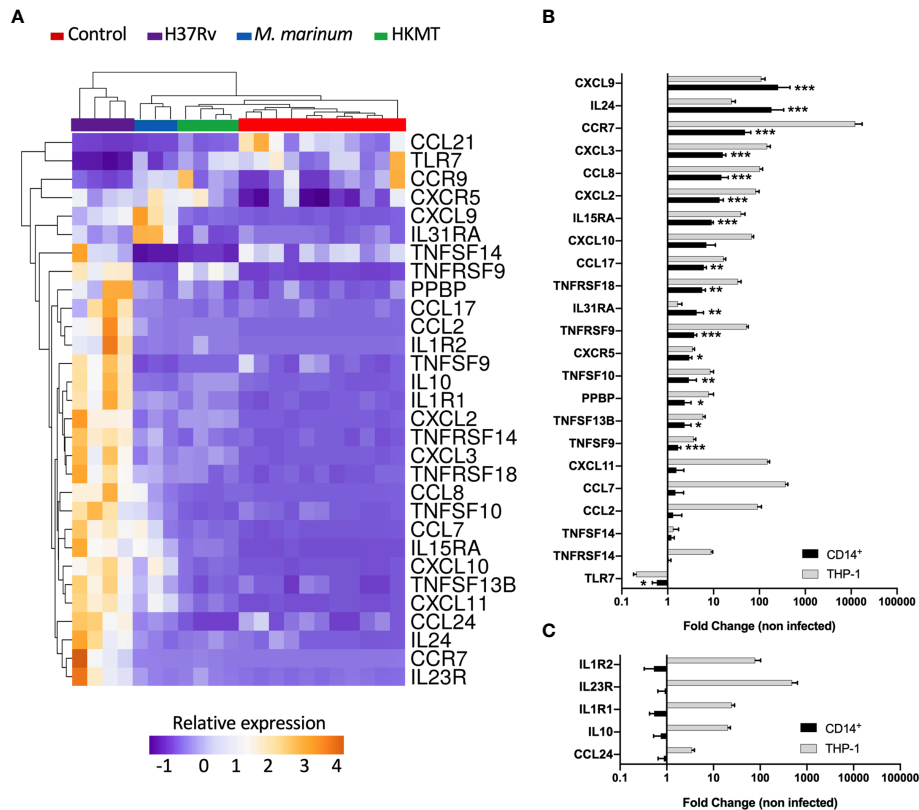 A
Control H37Rv M. marinum HKMT
CCL21
TLR7
CCR9
CXCR5
CXCL9
IL31RA
TNFSF14
TNFRSF9
PPBP
CCL17
CCL2
IL1R2
TNFSF9
IL10
IL1R1
CXCL2
TNFRSF14
CXCL3
TNFRSF18
CCL8
TNFSF10
CCL7
IL15RA
CXCL10
TNFSF13B
CXCL11
CCL24
IL24
CCR7
IL23R
Relative expression
-1 0 1 2 3 4
B
CXCL9 ***
IL24 ***
CCR7 ***
CXCL3 ***
CCL8 ***
CXCL2 ***
IL15RA ***
CXCL10
CCL17 **
TNFRSF18 **
IL31RA **
TNFRSF9 ***
CXCR5 *
TNFSF10 **
PPBP *
TNFSF13B *
TNFSF9 ***
CXCL11
CCL7
CCL2
TNFSF14
TNFRSF14
TLR7 *
CD14+
THP-1
0.1 1 10 100 1000 10000 100000
Fold Change (non infected)
C
IL1R2
IL23R
IL1R1
IL10
CCL24
CD14+
THP-1
0.1 1 10 100 1000 10000 100000
Fold Change (non infected)